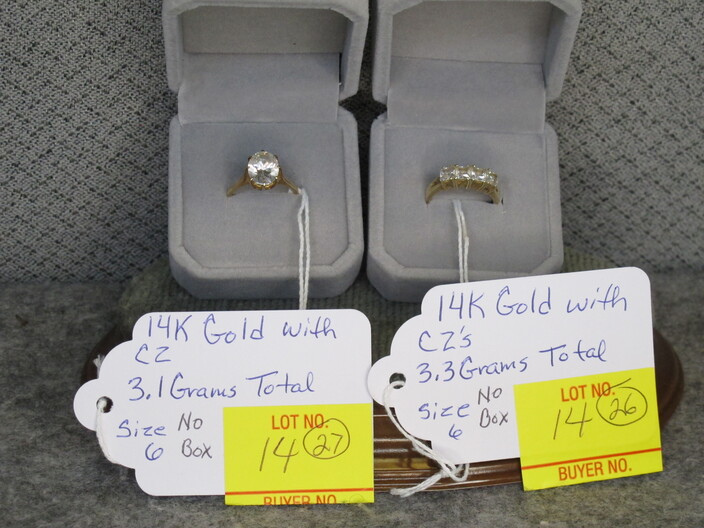 14K Gold with
CZ
3.1 Grams Total
Size No
6 Box
LOT NO.
14 27
BUYER NO.
14K Gold with
CZ's
3.3 Grams Total
Size No
6 Box
LOT NO.
14 26
BUYER NO.